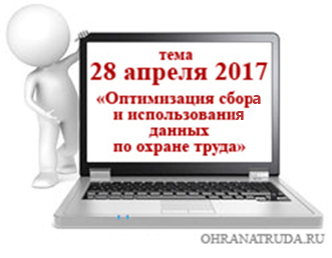 тема
28 апреля 2017
«Оптимизация сбора
и использования
данных
по охране труда»
OHRANATRUDA.RU